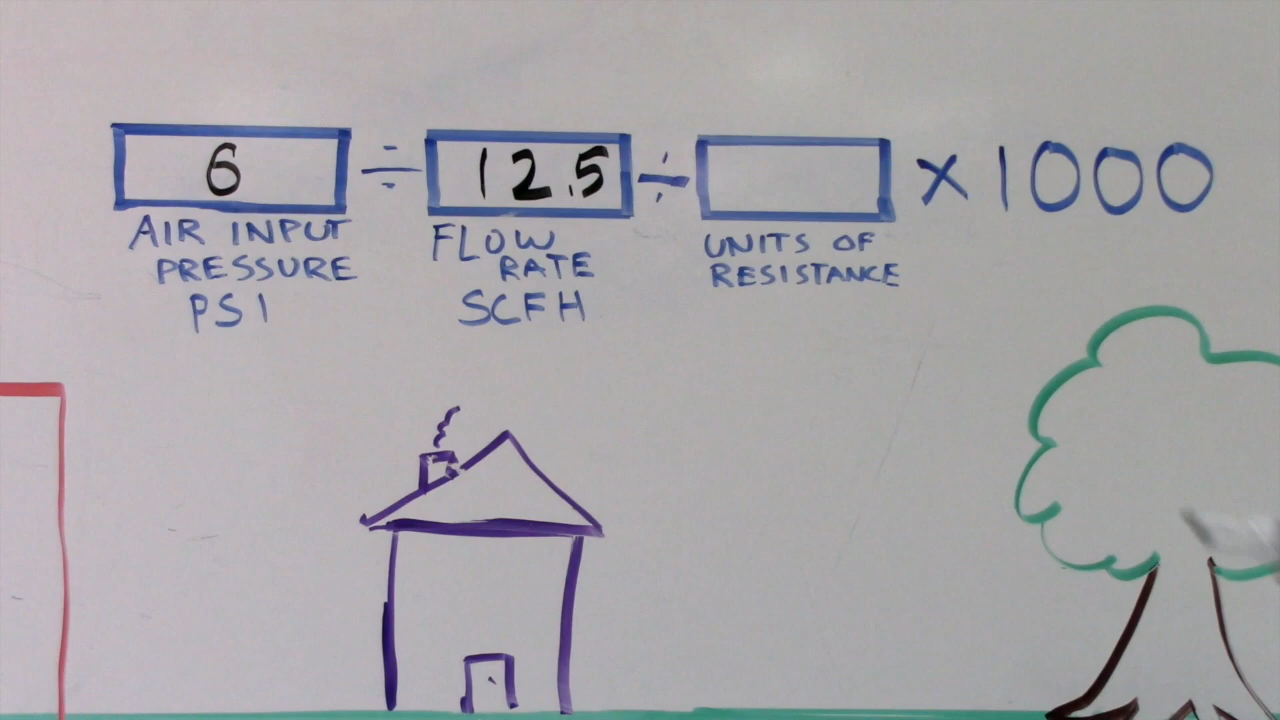 6 ÷ 12.5 ÷ × 1000
AIR INPUT
PRESSURE
PSI
FLOW
RATE
SCFH
UNITS OF
RESISTANCE